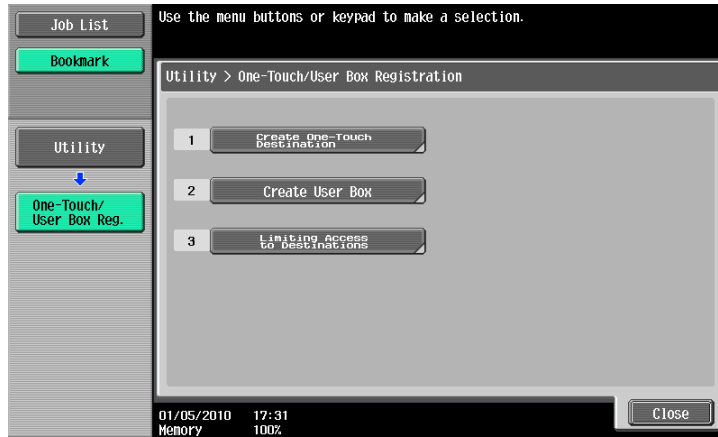 Job List
Bookmark
Utility
One-Touch/
User Box Reg.
Use the menu buttons or keypad to make a selection.
Utility > One-Touch/User Box Registration
1 Create One-Touch
Destination
2 Create User Box
3 Limiting Access
to Destinations
01/05/2010 17:31
Memory 100%
Close